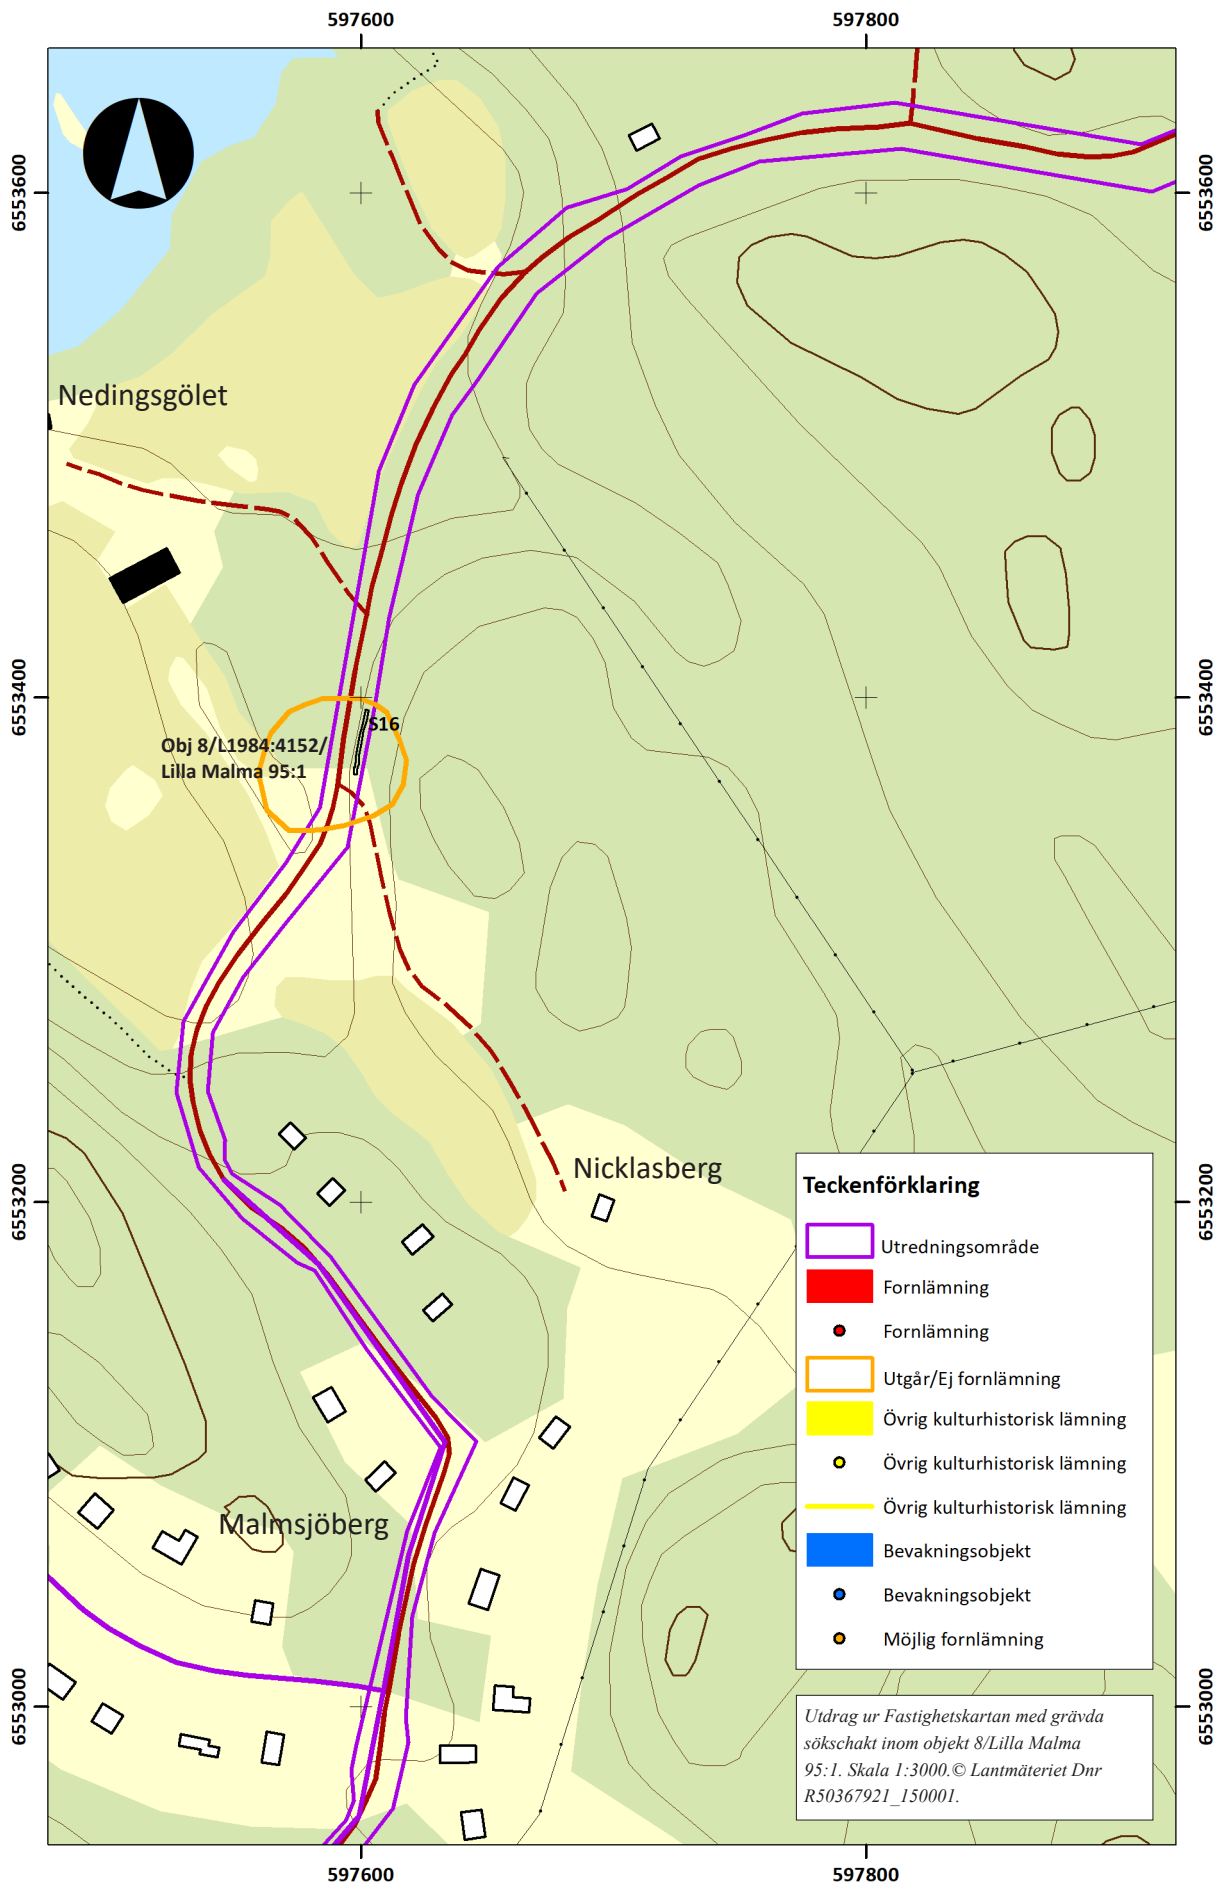 597600
597800
6553600
6553600
Nedingsgölet
6553400
6553400
S16
Obj 8/L1984:4152/
Lilla Malma 95:1
Nicklasberg
6553200
6553200
Teckenförklaring
Utredningsområde
Fornlämning
Fornlämning
Utgår/Ej fornlämning
Övrig kulturhistorisk lämning
Övrig kulturhistorisk lämning
Övrig kulturhistorisk lämning
Bevakningsobjekt
Bevakningsobjekt
Möjlig fornlämning
Malmsjöberg
6553000
6553000
Utdrag ur Fastighetskartan med grävda
sökschakt inom objekt 8/Lilla Malma
95:1. Skala 1:3000.© Lantmäteriet Dnr
R50367921_150001.
597600
597800